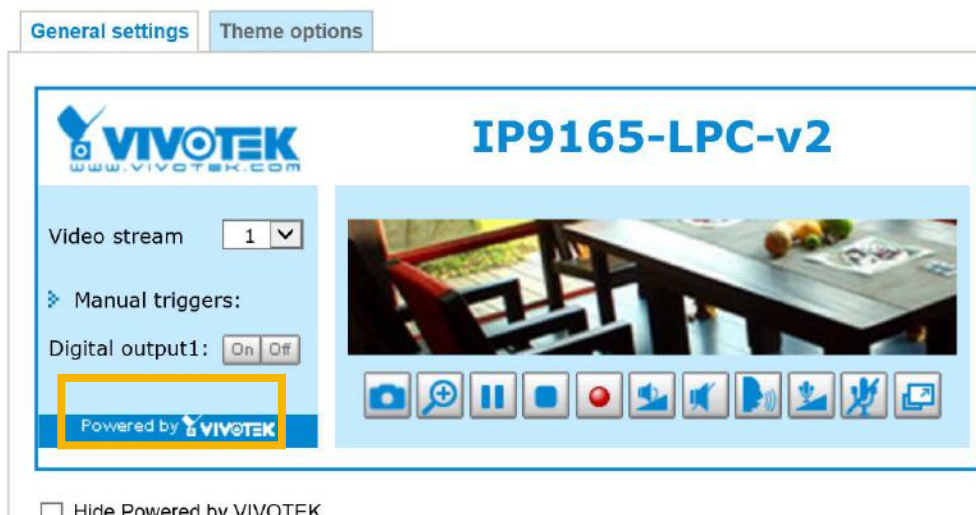 General settings
Theme options
VIVOTEK
www.vivotek.com
IP9165-LPC-v2
Video stream 1
Manual triggers:
Digital output1: On Off
Powered by VIVOTEK
Hide Powered by VIVOTEK